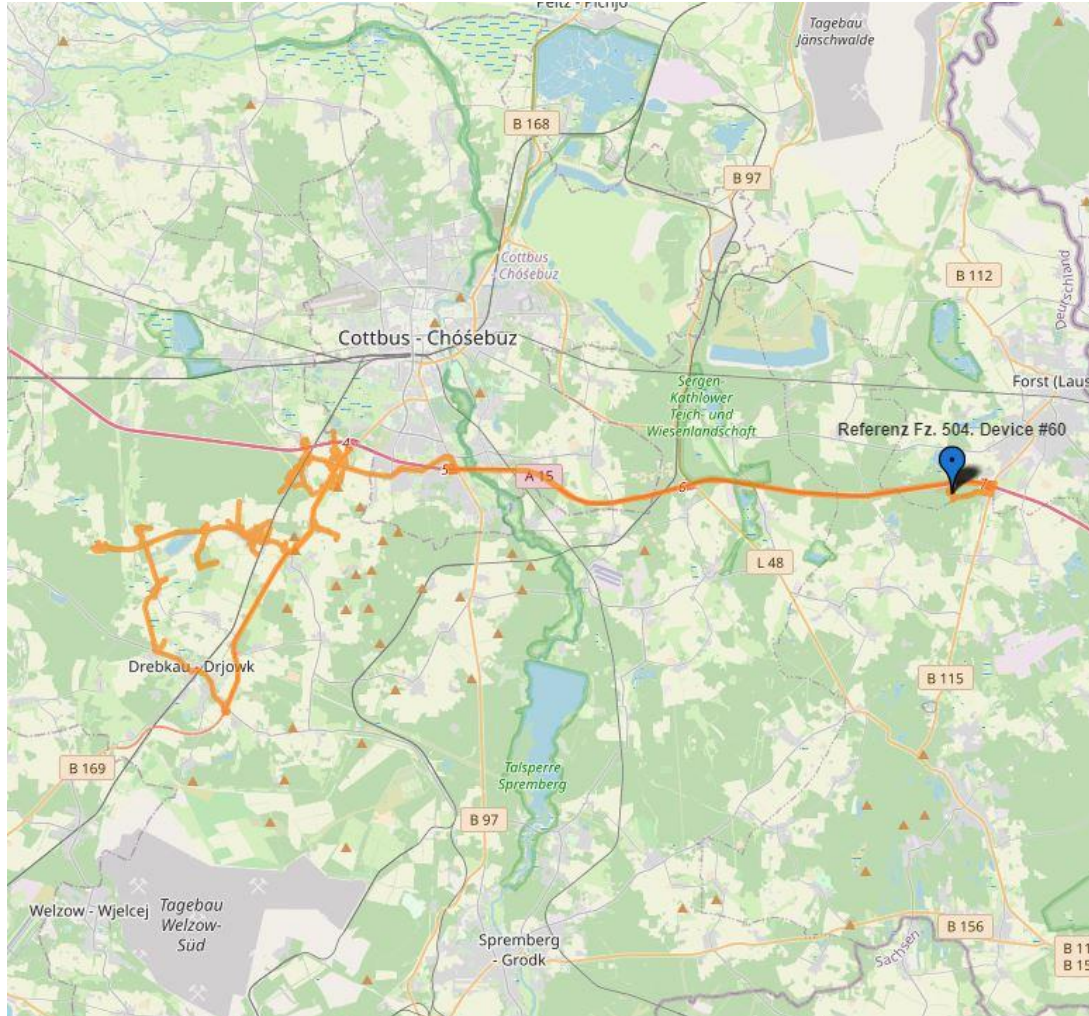 Peitz - Picnjo
Tagebau
Jänschwalde
B 168
B 97
Cottbus
- Chóśebuz
B 112
Deutschland
Cottbus - Chóśebuz
Sergen-
Kathlower
Teich- und
Wiesenlandschaft
Forst (Laus
Referenz Fz. 504. Device #60
4
5
A 15
6
7
L 48
Drebkau - Drjowk
B 115
B 169
Talsperre
Spremberg
B 97
Welzow - Wjelcej
Tagebau
Welzow-
Süd
Spremberg
- Grodk
B 156
Sachsen
B 11
B 15